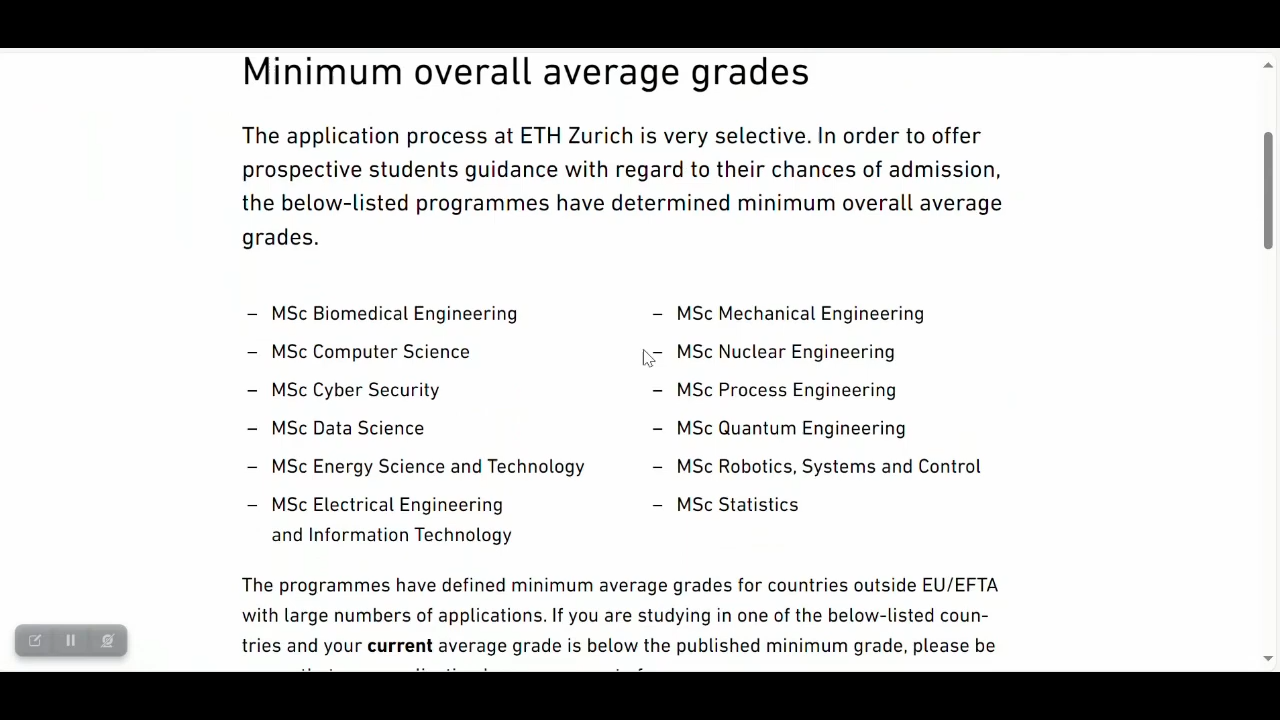 Minimum overall average grades
The application process at ETH Zurich is very selective. In order to offer
prospective students guidance with regard to their chances of admission,
the below-listed programmes have determined minimum overall average
grades.
– MSc Biomedical Engineering
– MSc Computer Science
– MSc Cyber Security
– MSc Data Science
– MSc Energy Science and Technology
– MSc Electrical Engineering
and Information Technology
– MSc Mechanical Engineering
– MSc Nuclear Engineering
– MSc Process Engineering
– MSc Quantum Engineering
– MSc Robotics, Systems and Control
– MSc Statistics
The programmes have defined minimum average grades for countries outside EU/EFTA
with large numbers of applications. If you are studying in one of the below-listed coun-
tries and your current average grade is below the published minimum grade, please be